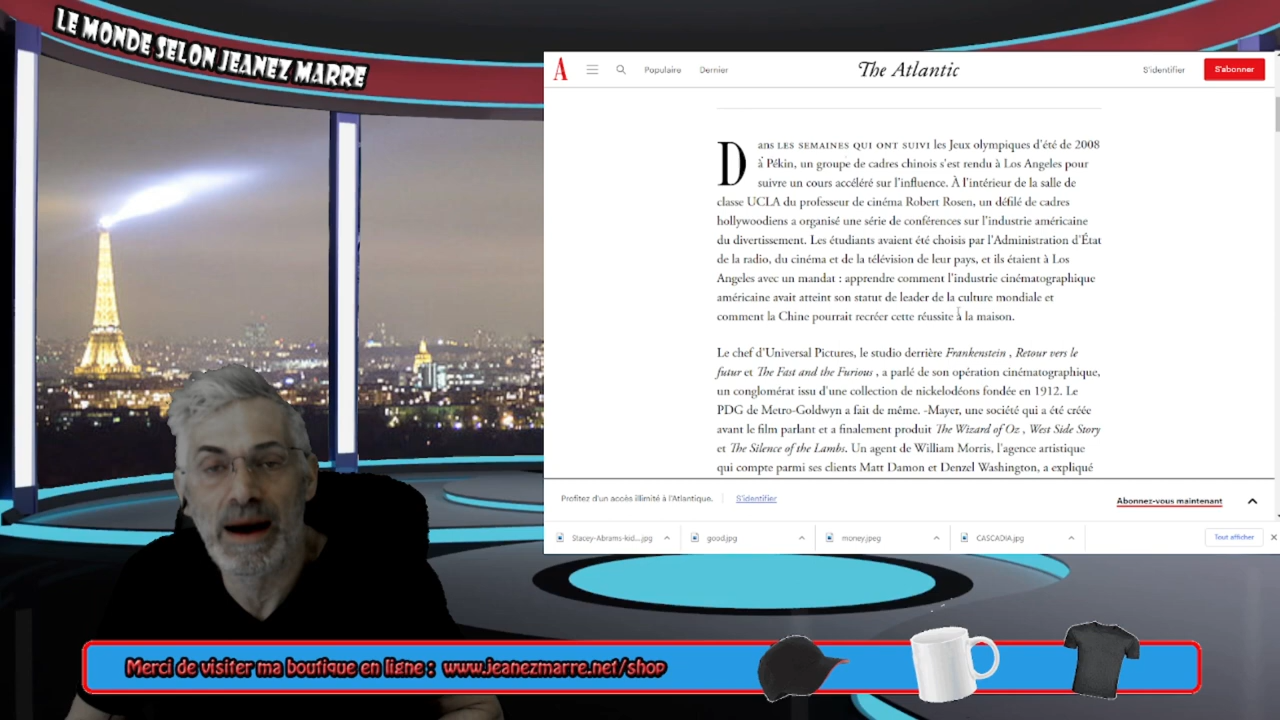 LE MONDE SELON JEANEZ MARRE
A
Populaire
Dernier
The Atlantic
S'identifier
S'abonner
Dans LES SEMAINES QUI ONT SUIVI les Jeux olympiques d'été de 2008
à Pékin, un groupe de cadres chinois s'est rendu à Los Angeles pour
suivre un cours accéléré sur l'influence. À l'intérieur de la salle de
classe UCLA du professeur de cinéma Robert Rosen, un défilé de cadres
hollywoodiens a organisé une série de conférences sur l'industrie américaine
du divertissement. Les étudiants avaient été choisis par l'Administration d'État
de la radio, du cinéma et de la télévision de leur pays, et ils étaient à Los
Angeles avec un mandat : apprendre comment l'industrie cinématographique
américaine avait atteint son statut de leader de la culture mondiale et
comment la Chine pourrait recréer cette réussite à la maison.
Le chef d'Universal Pictures, le studio derrière Frankenstein , Retour vers le
futur et The Fast and the Furious , a parlé de son opération cinématographique,
un conglomérat issu d'une collection de nickelodéons fondée en 1912. Le
PDG de Metro-Goldwyn a fait de même. -Mayer, une société qui a été créée
avant le film parlant et a finalement produit The Wizard of Oz , West Side Story
et The Silence of the Lambs. Un agent de William Morris, l'agence artistique
qui compte parmi ses clients Matt Damon et Denzel Washington, a expliqué
Profitez d'un accès illimité à l'Atlantique.
S'identifier
Abonnez-vous maintenant
Stacey-Abrams-kid....jpg
good.jpg
money.jpeg
CASCADIA.jpg
Tout afficher
Merci de visiter ma boutique en ligne : www.jeanezmarre.net/shop